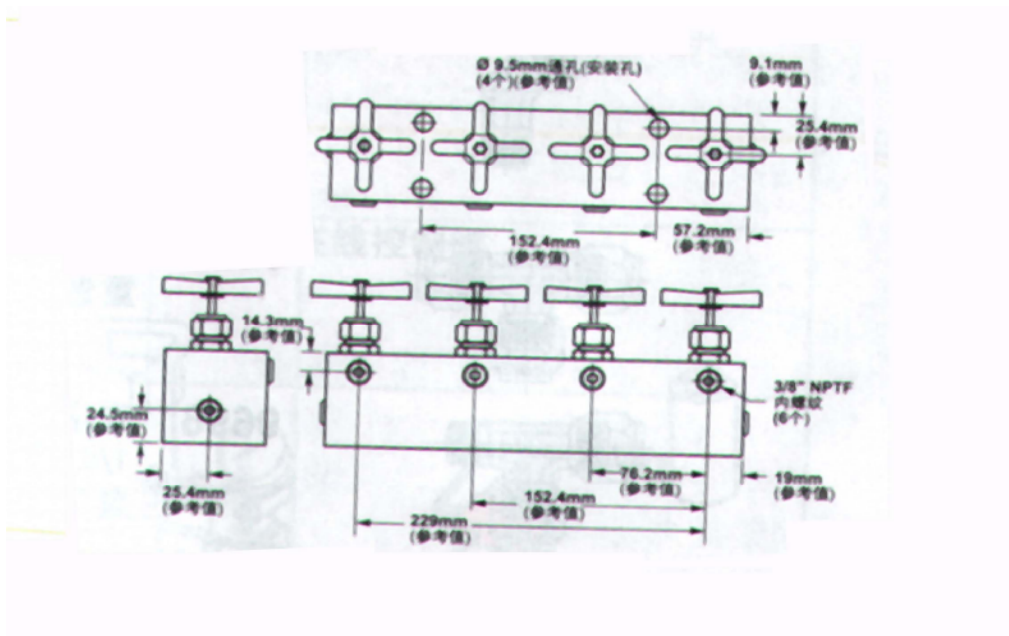 Ø 9.5mm通孔(安装孔)
(4个)(参考值)
9.1mm
(参考值)
25.4mm
(参考值)
152.4mm
(参考值)
57.2mm
(参考值)
14.3mm
(参考值)
24.5mm
(参考值)
25.4mm
(参考值)
3/8" NPTF
内螺纹
(6个)
76.2mm
(参考值)
19mm
(参考值)
152.4mm
(参考值)
229mm
(参考值)